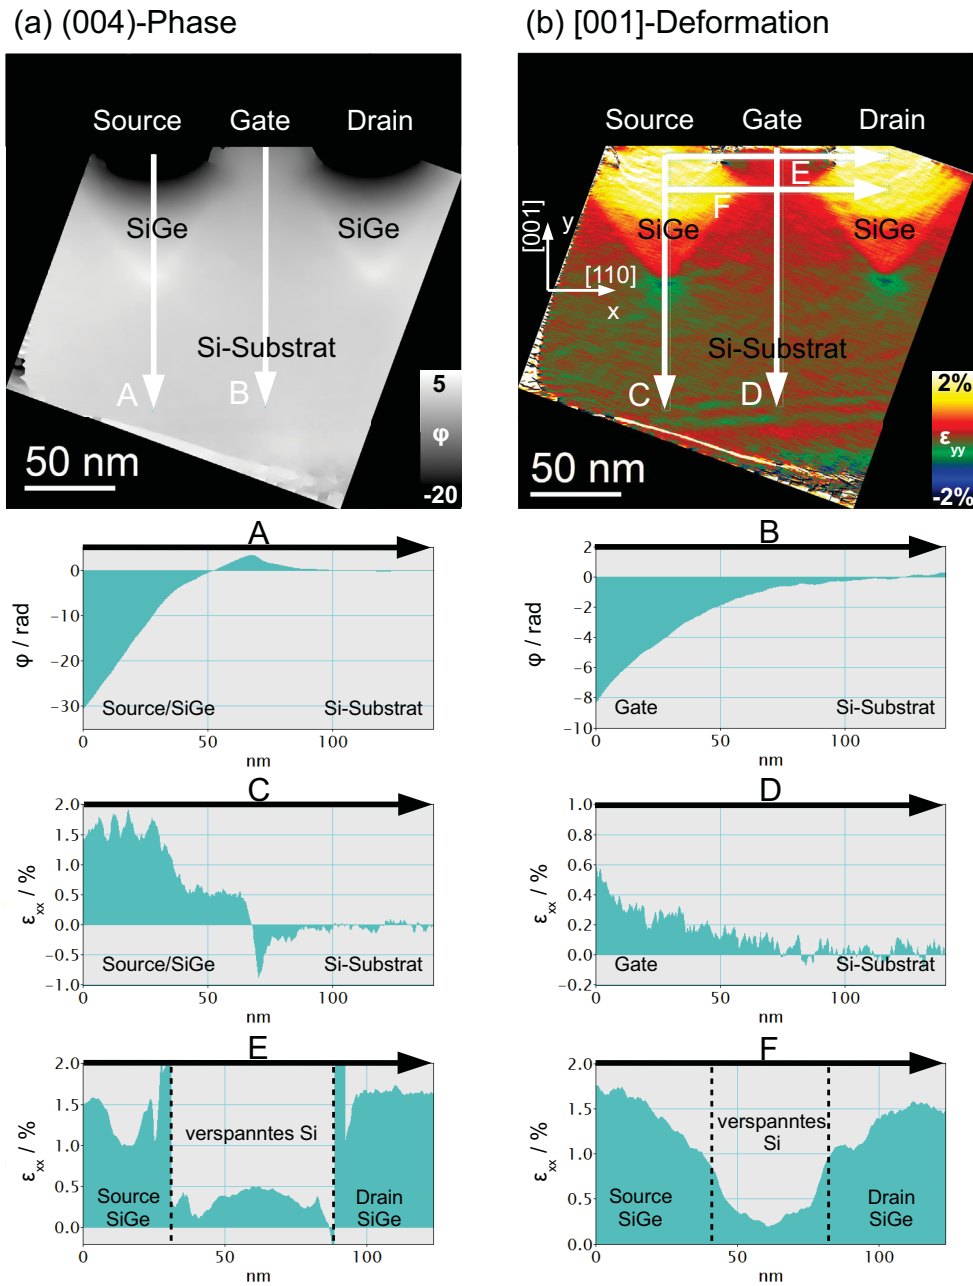 (a) (004)-Phase
(b) [001]-Deformation
Source Gate Drain
SiGe SiGe
Si-Substrat
A B
50 nm
5
φ
-20
Source Gate Drain
E
F
SiGe SiGe
[001]
y
[110]
x
Si-Substrat
C D
50 nm
2%
εyy
-2%
A
φ / rad
0
−10
−20
−30
Source/SiGe Si-Substrat
0 50 100
nm
B
φ / rad
2
0
−2
−4
−6
−8
−10
Gate Si-Substrat
0 50 100
nm
C
εxx / %
2.0
1.5
1.0
0.5
0.0
−0.5
−1.0
Source/SiGe Si-Substrat
0 50 100
nm
D
εxx / %
1.0
0.8
0.6
0.4
0.2
0.0
−0.2
Gate Si-Substrat
0 50 100
nm
E
εxx / %
2.0
1.5
1.0
0.5
0.0
verspanntes Si
Source
SiGe
Drain
SiGe
0 50 100
nm
F
εxx / %
2.0
1.5
1.0
0.5
0.0
verspanntes
Si
Source
SiGe
Drain
SiGe
0 50 100
nm